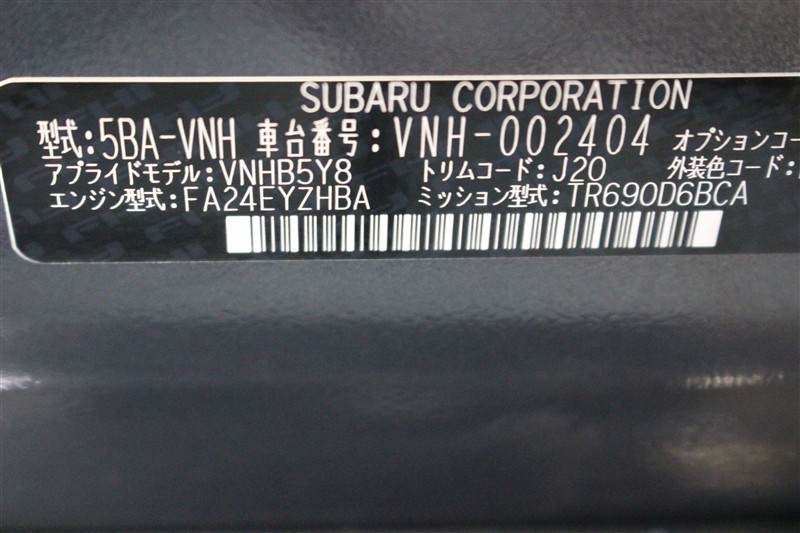 SUBARU CORPORATION
型式:5BA-VNH 車台番号:VNH-002404 オプションコー
アプライドモデル:VNHB5Y8 トリムコード:J20 外装色コード:
エンジン型式:FA24EYZHBA ミッション型式:TR690D6BCA